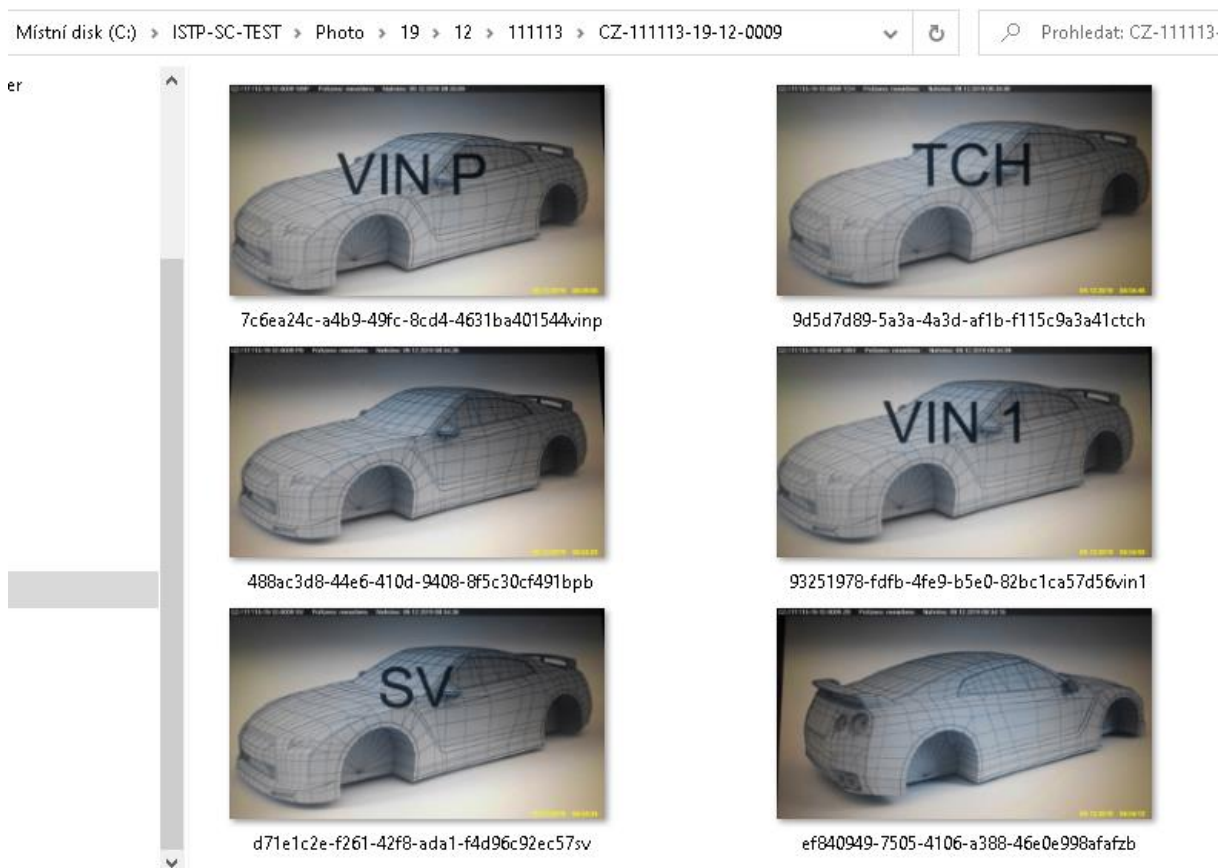 Místní disk (C:) > ISTP-SC-TEST > Photo > 19 > 12 > 111113 > CZ-111113-19-12-0009
Prohledat: CZ-111113-
er
VIN P
TCH
7c6ea24c-a4b9-49fc-8cd4-4631ba401544vinp
9d5d7d89-5a3a-4a3d-af1b-f115c9a3a41ctch
VIN 1
488ac3d8-44e6-410d-9408-8f5c30cf491bpb
93251978-fdfb-4fe9-b5e0-82bc1ca57d56vin1
SV
d71e1c2e-f261-42f8-ada1-f4d96c92ec57sv
ef840949-7505-4106-a388-46e0e998afafzb